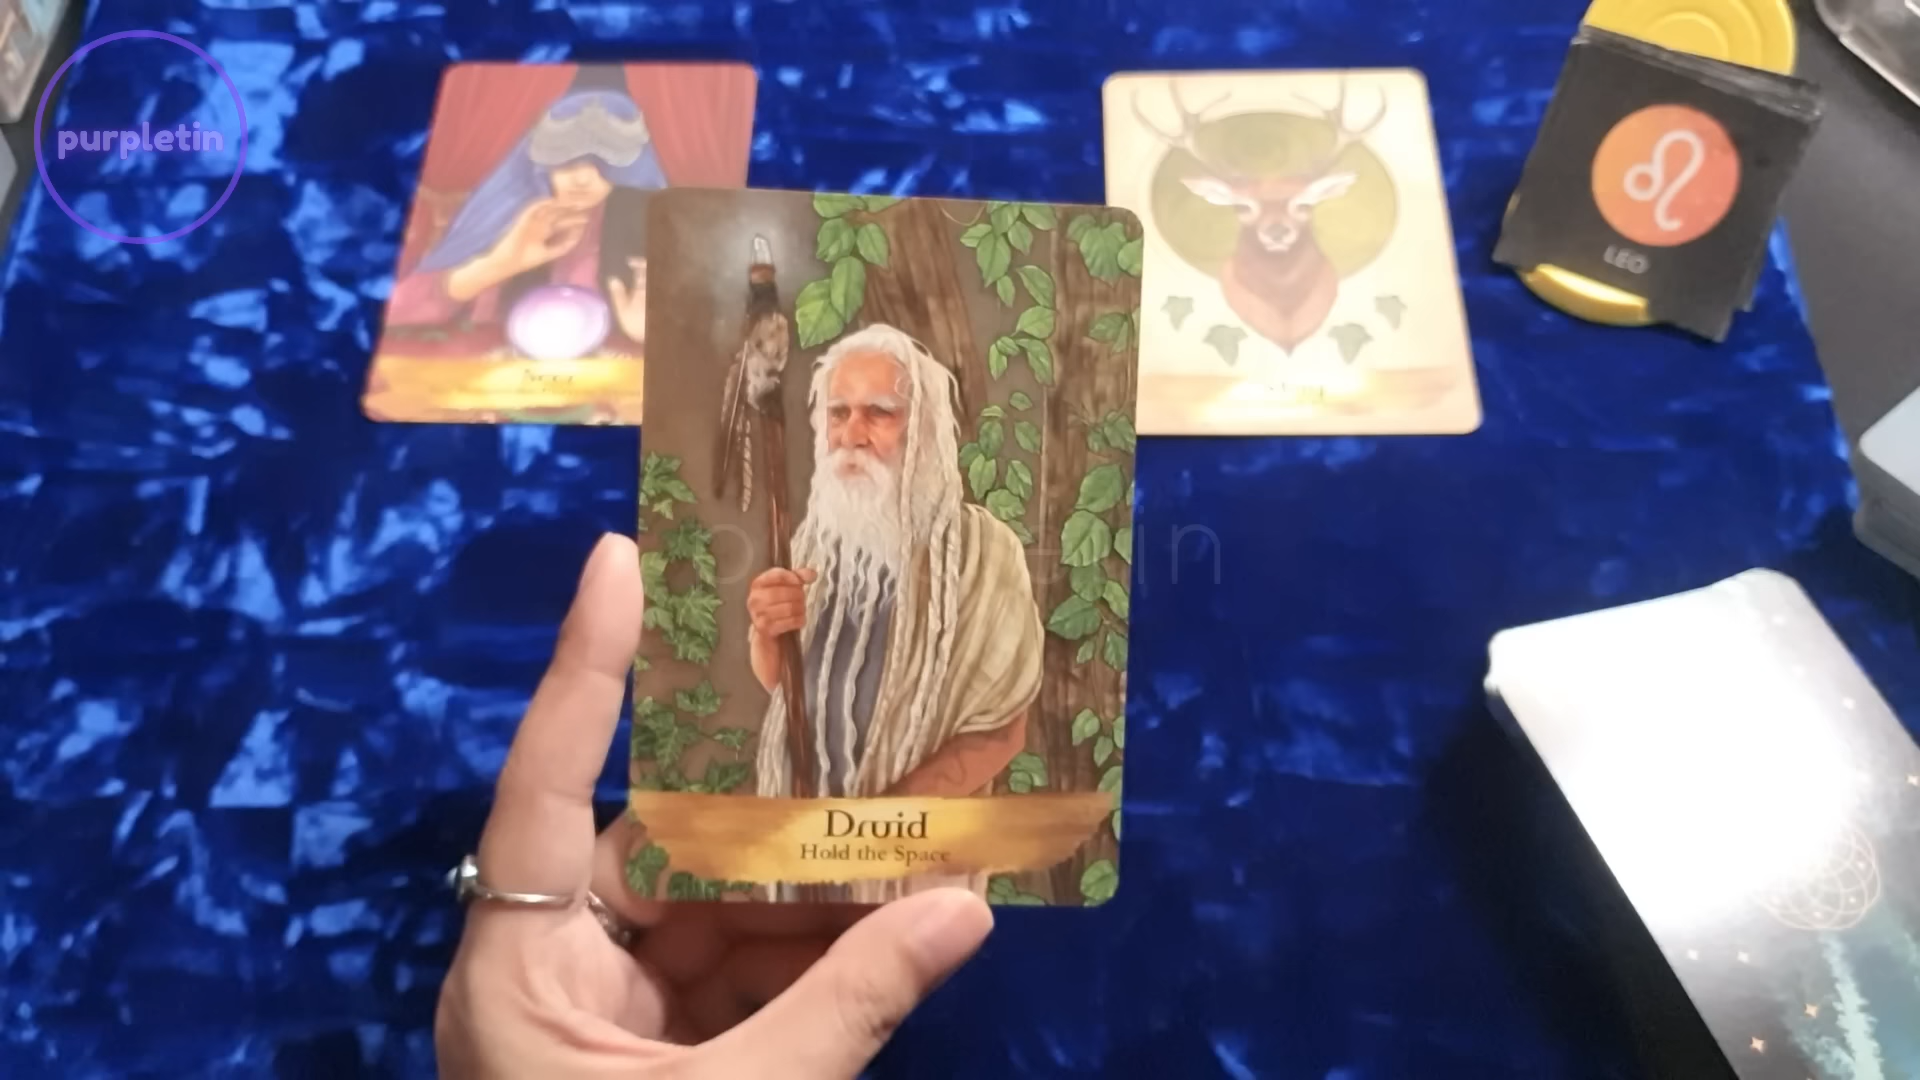 purpletin
LEO
Druid
Hold the Space